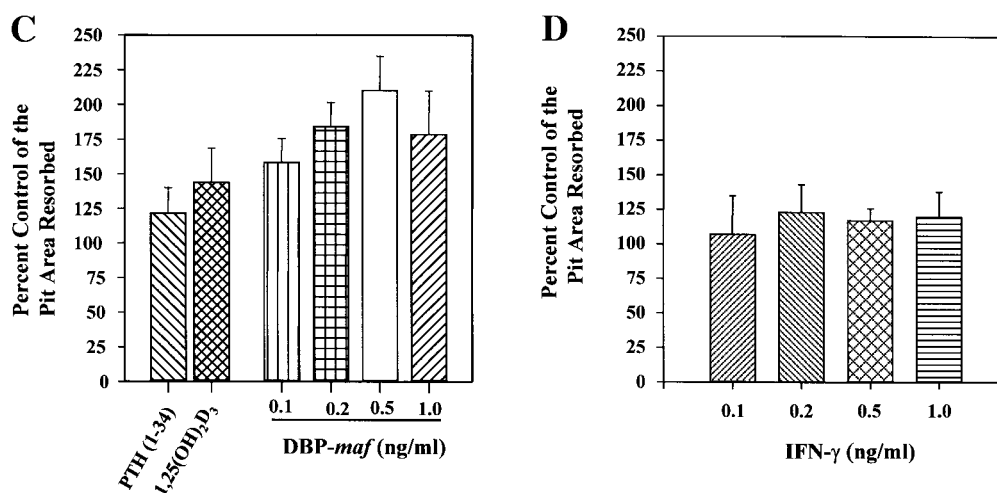 C
Percent Control of the
Pit Area Resorbed
250
225
200
175
150
125
100
75
50
25
0
PTH (1-34)
1,25(OH)₂D₃
0.1 0.2 0.5 1.0
DBP-maf (ng/ml)
D
Percent Control of the
Pit Area Resorbed
250
225
200
175
150
125
100
75
50
25
0
0.1 0.2 0.5 1.0
IFN-γ (ng/ml)